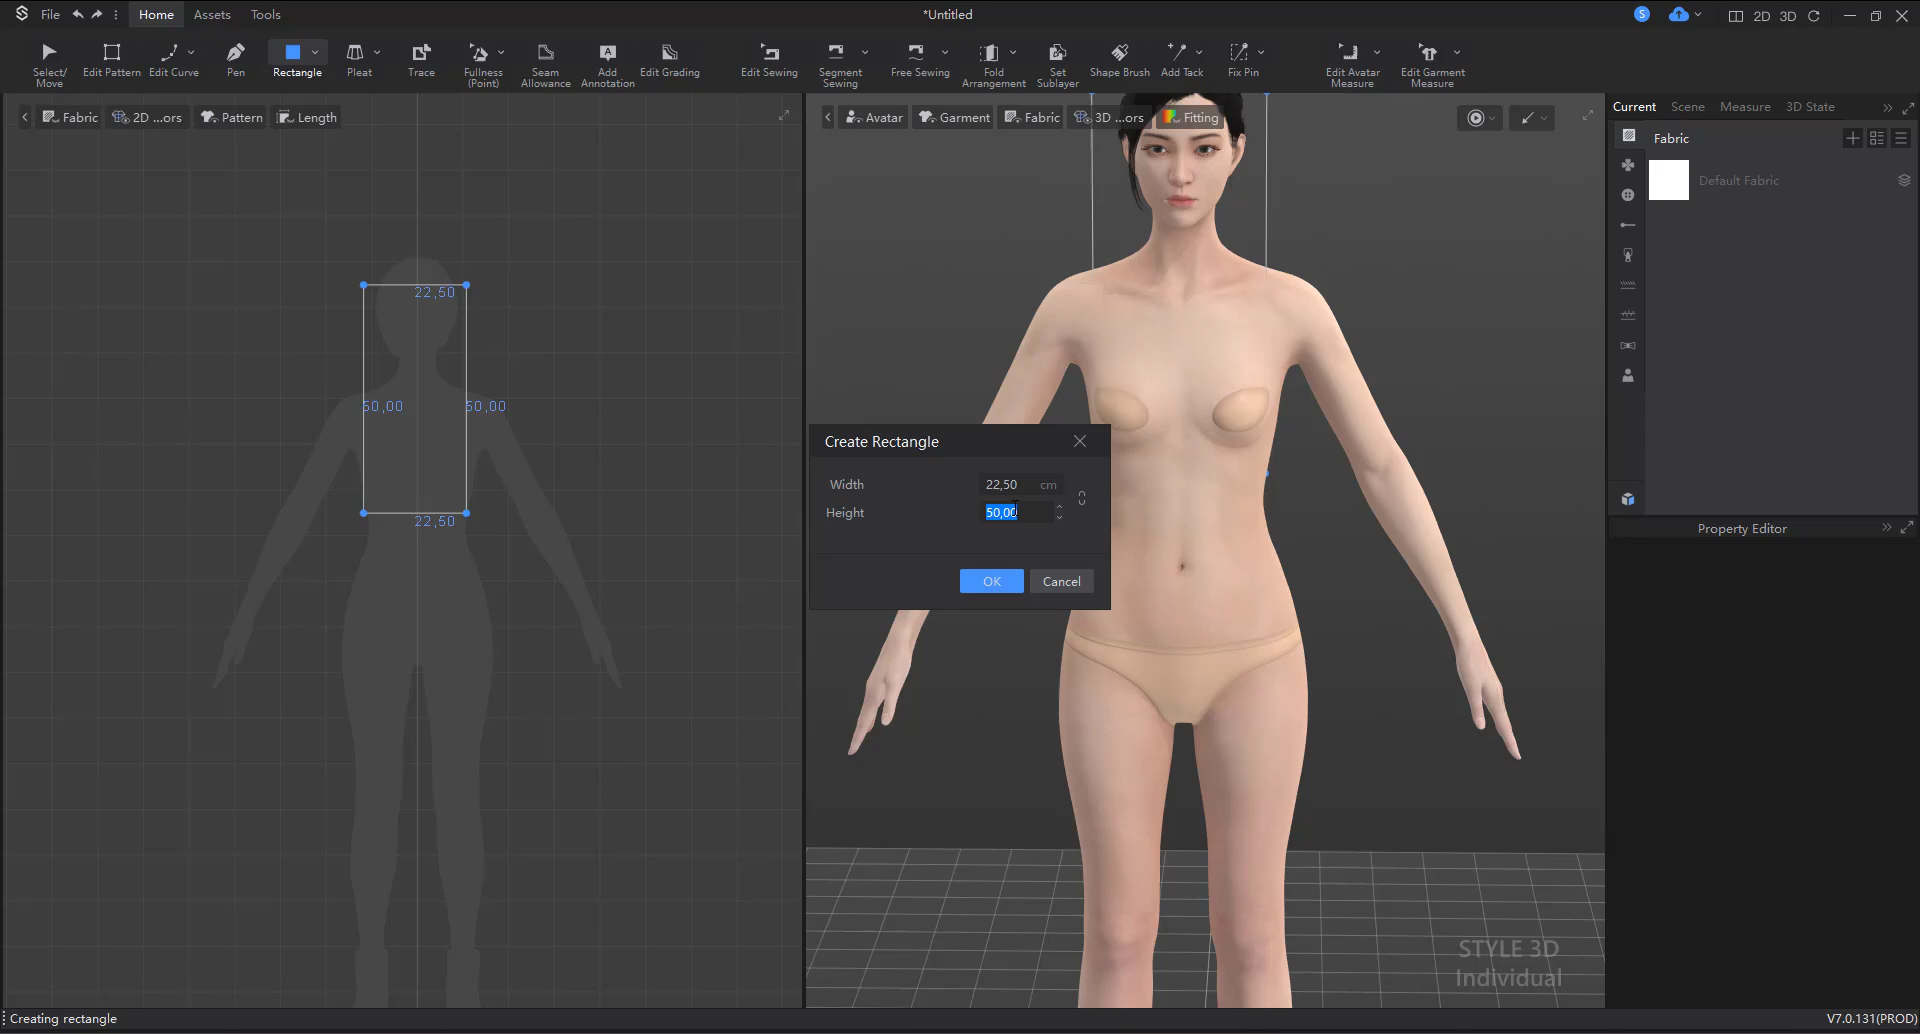 File
Home
Assets
Tools
*Untitled
S
2D
3D
Select/
Move
Edit Pattern
Edit Curve
Pen
Rectangle
Pleat
Trace
Fullness
(Point)
Seam
Allowance
Add
Annotation
Edit Grading
Edit Sewing
Segment
Sewing
Free Sewing
Fold
Arrangement
Set
Sublayer
Shape Brush
Add Tack
Fix Pin
Edit Avatar
Measure
Edit Garment
Measure
Fabric
2D ...ors
Pattern
Length
Avatar
Garment
Fabric
3D ...ors
Fitting
Current
Scene
Measure
3D State
Fabric
Default Fabric
22,50
50,00
50,00
22,50
Create Rectangle
Width
22,50
cm
Height
50,00
OK
Cancel
Property Editor
STYLE 3D
Individual
Creating rectangle
V7.0.131(PROD)